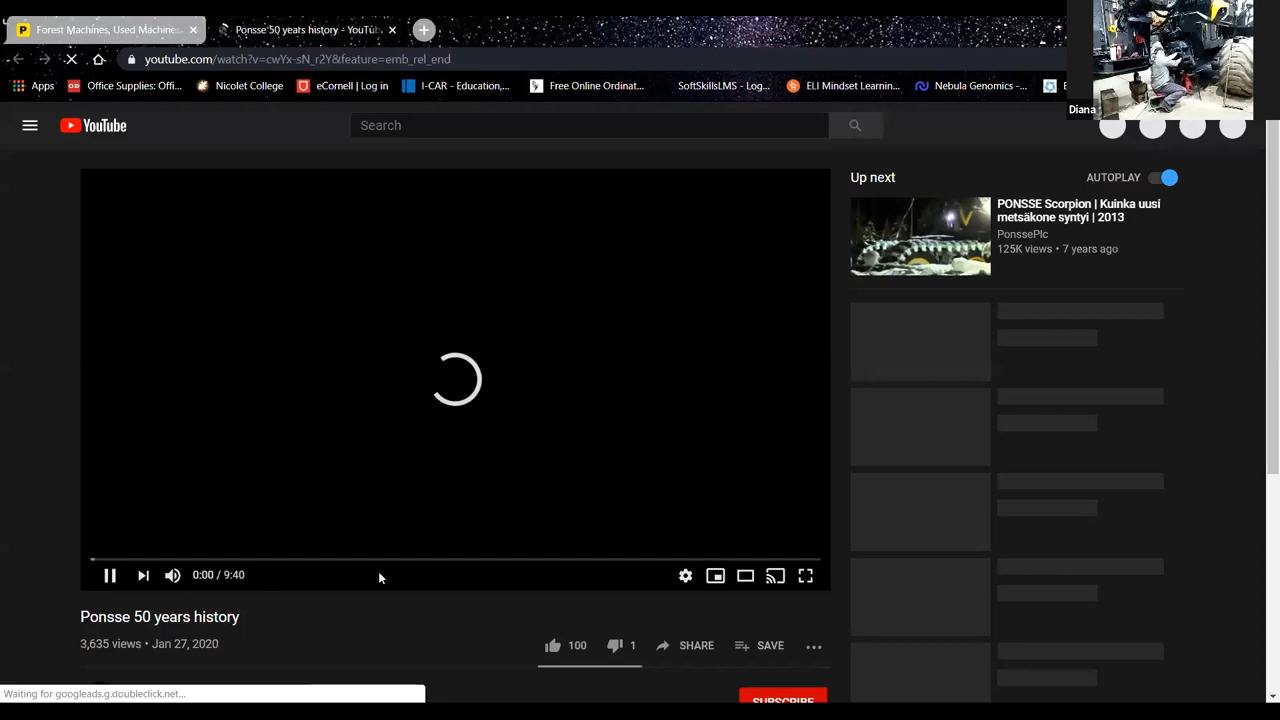 Forest Machines, Used Machine
Ponsse 50 years history - YouTub
youtube.com/watch?v=cwYx-sN_r2Y&feature=emb_rel_end
Apps
Office Supplies: Offi...
Nicolet College
eCornell | Log in
I-CAR - Education,...
Free Online Ordinat...
SoftSkillsLMS - Log...
ELI Mindset Learnin...
Nebula Genomics -...
Diana
YouTube
Search
Up next
AUTOPLAY
PONSSE Scorpion | Kuinka uusi
metsäkone syntyi | 2013
PonssePlc
125K views • 7 years ago
0:00 / 9:40
Ponsse 50 years history
3,635 views • Jan 27, 2020
100
1
SHARE
SAVE
Waiting for googleads.g.doubleclick.net...
SUBSCRIBE